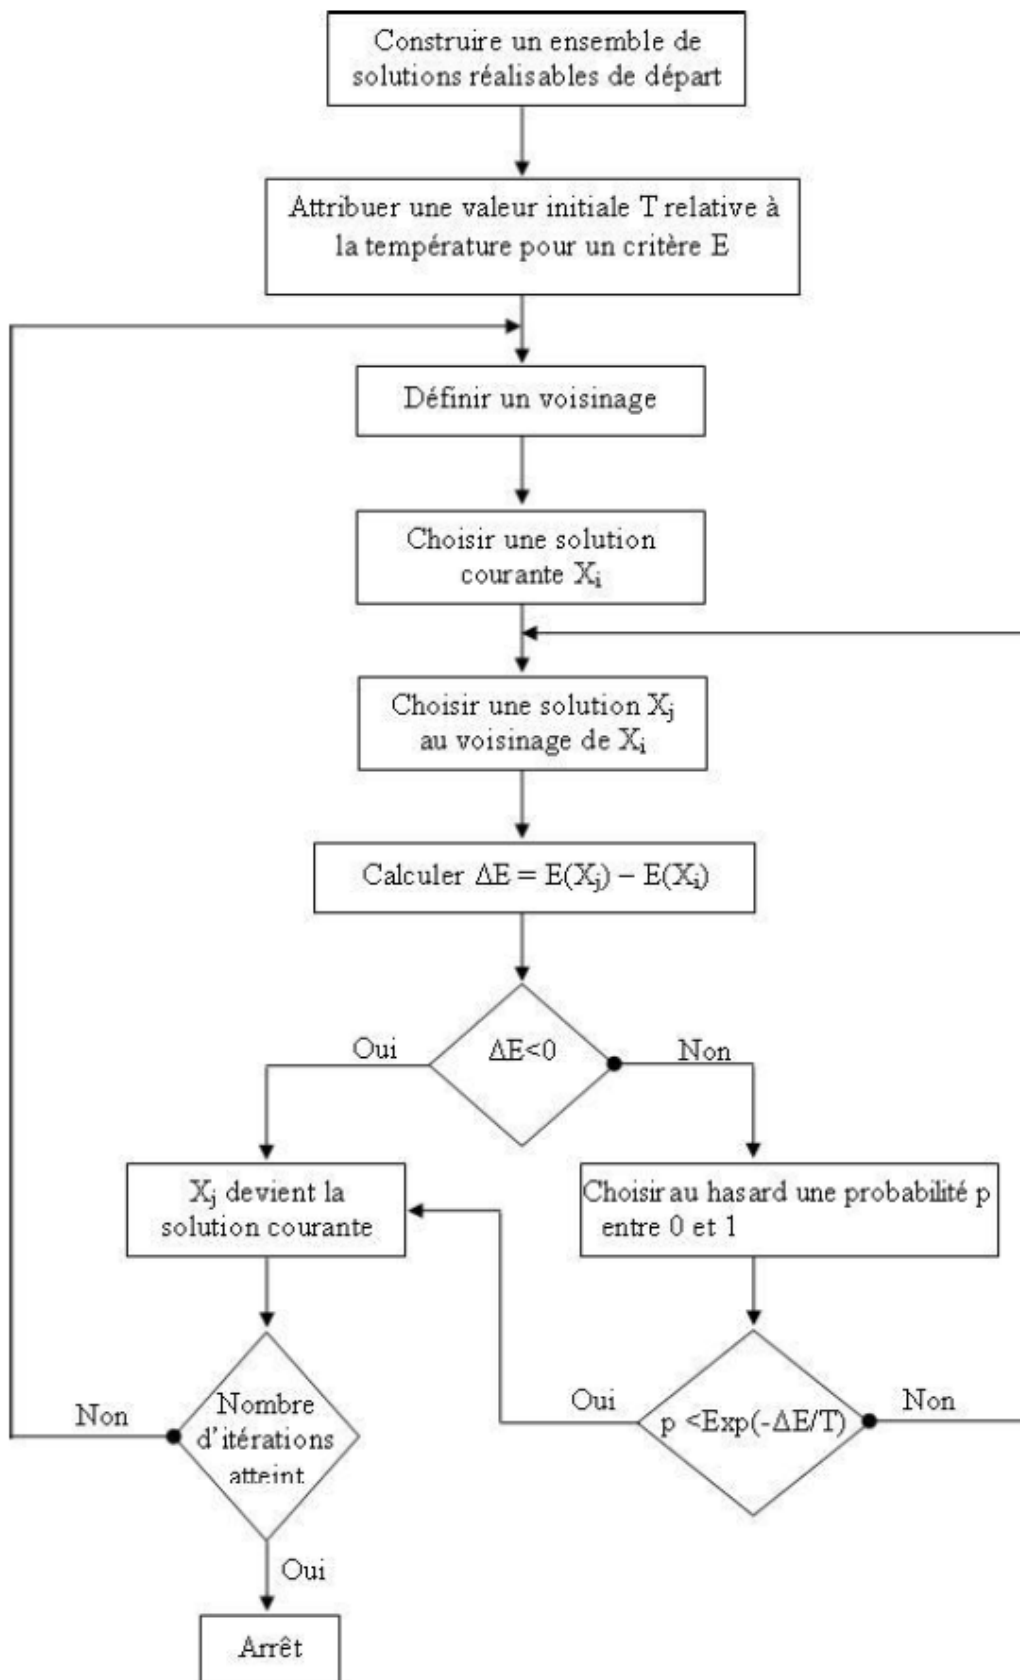 Construire un ensemble de
solutions réalisables de départ
Attribuer une valeur initiale T relative à
la température pour un critère E
Définir un voisinage
Choisir une solution
courante Xᵢ
Choisir une solution Xⱼ
au voisinage de Xᵢ
Calculer ΔE = E(Xⱼ) – E(Xᵢ)
Oui
ΔE<0
Non
Xⱼ devient la
solution courante
Choisir au hasard une probabilité p
entre 0 et 1
Non
Nombre
d'itérations
atteint
Oui
p <Exp(-ΔE/T)
Non
Oui
Arrêt